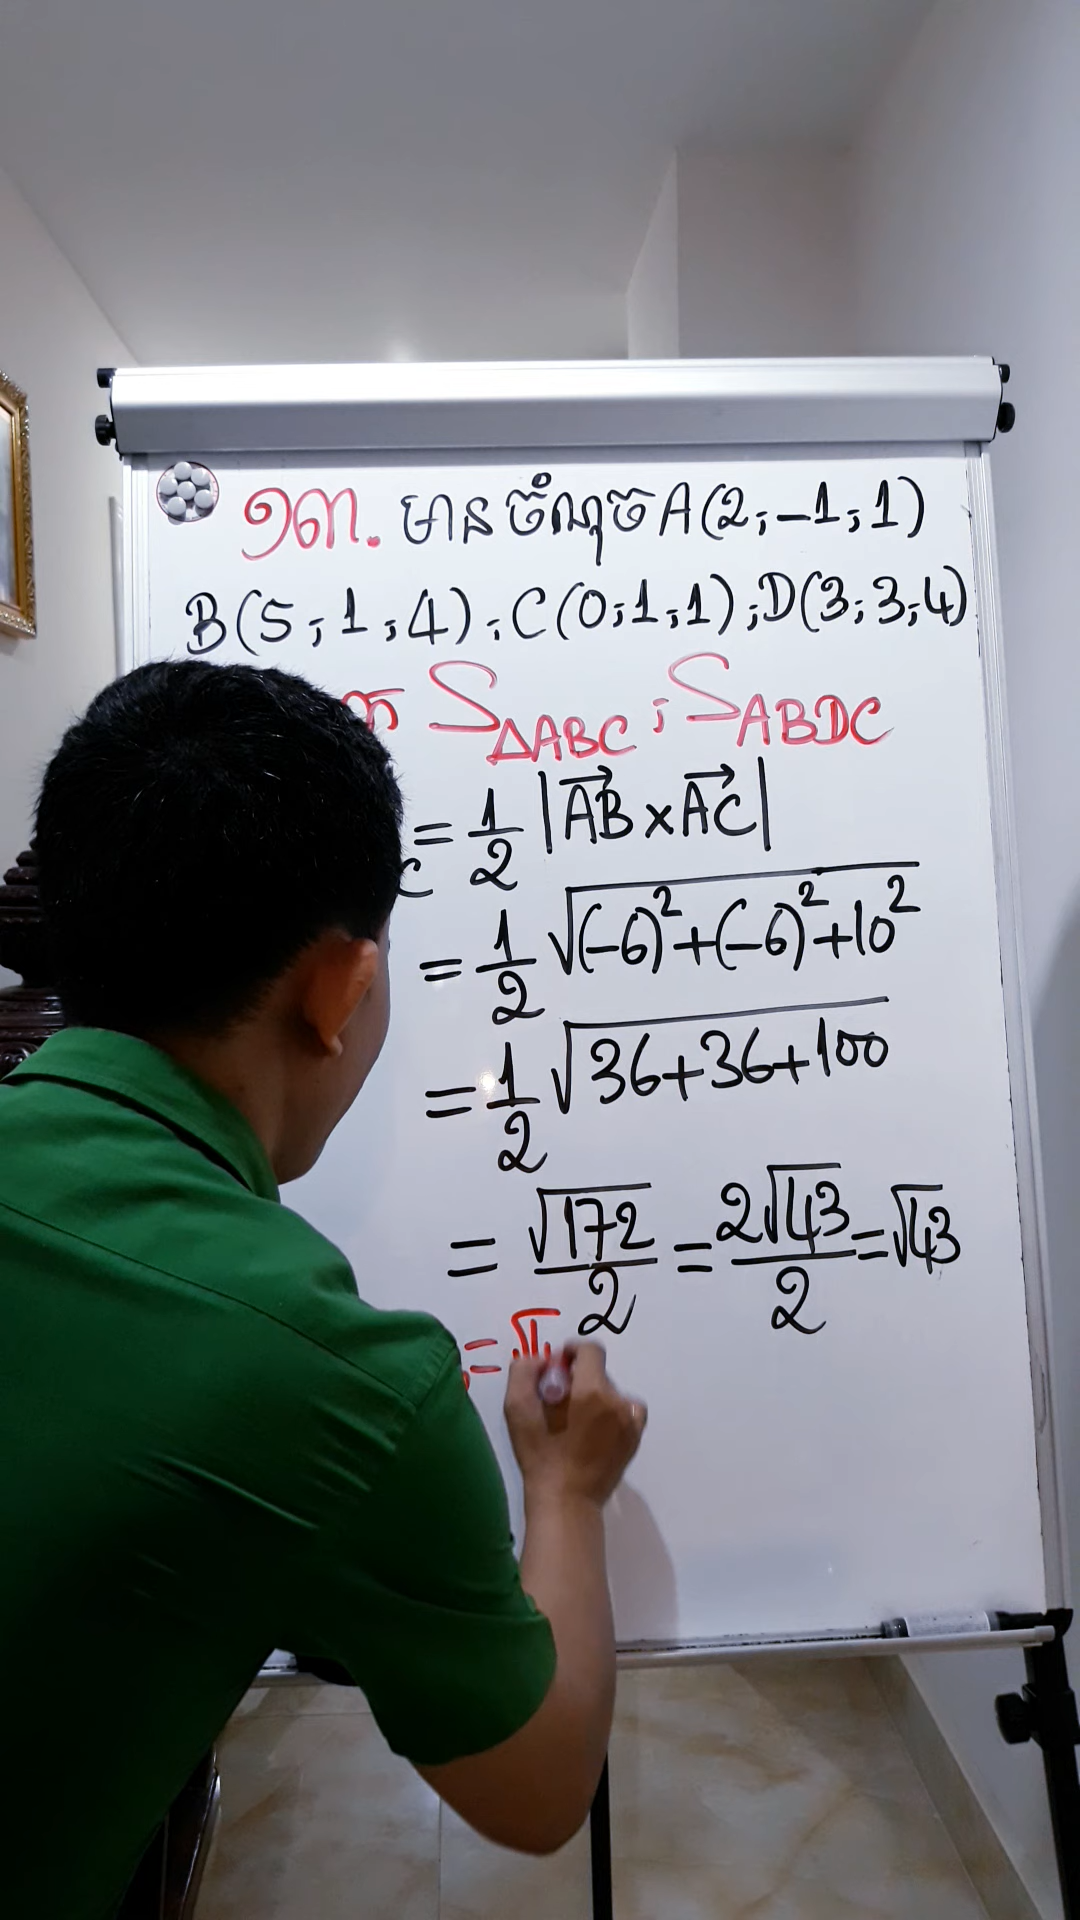 ១៣. មានចំណុច A(2;-1;1)
B(5;1;4);C(0;1;1);D(3;3;4)
S△ABC ; SABDC
C = 1/2 |AB→ × AC→|
= 1/2 √((-6)²+(-6)²+10²)
= 1/2 √(36+36+100)
= √172/2 = 2√43/2 = √43
= √